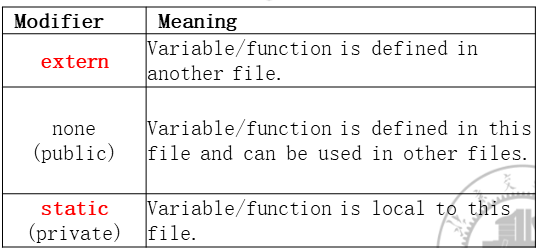 Modifier Meaning
extern
Variable/function is defined in
another file.
none
(public)
Variable/function is defined in this
file and can be used in other files.
static
(private)
Variable/function is local to this
file.